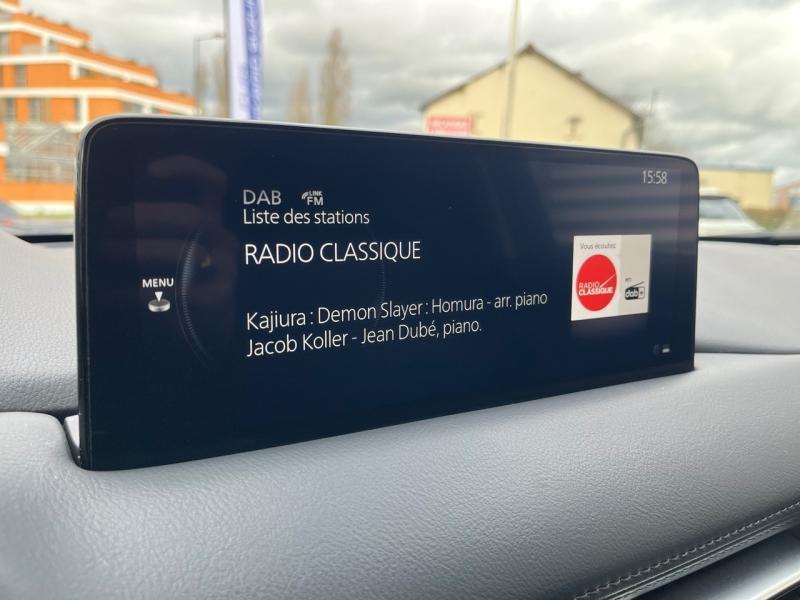 15:58
DAB LINK FM
Liste des stations
RADIO CLASSIQUE
MENU
Kajiura : Demon Slayer : Homura - arr. piano
Jacob Koller - Jean Dubé, piano.
Vous écoutez
RADIO
CLASSIQUE
en
dab+